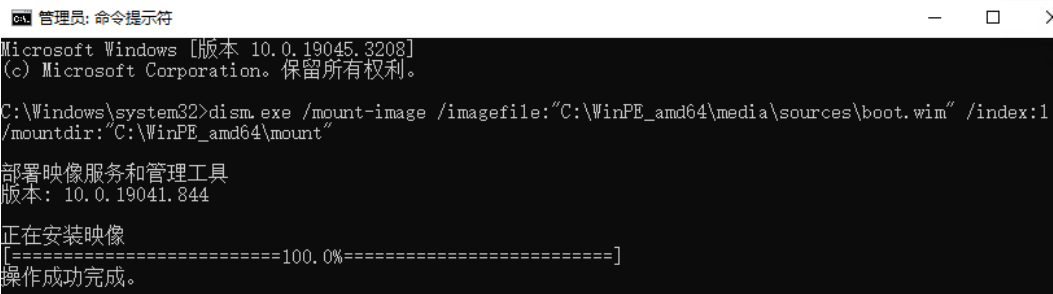 管理员: 命令提示符
Microsoft Windows [版本 10.0.19045.3208]
(c) Microsoft Corporation。保留所有权利。
C:\Windows\system32>dism.exe /mount-image /imagefile:"C:\WinPE_amd64\media\sources\boot.wim" /index:1
/mountdir:"C:\WinPE_amd64\mount"
部署映像服务和管理工具
版本: 10.0.19041.844
正在安装映像
[==========================100.0%==========================]
操作成功完成。